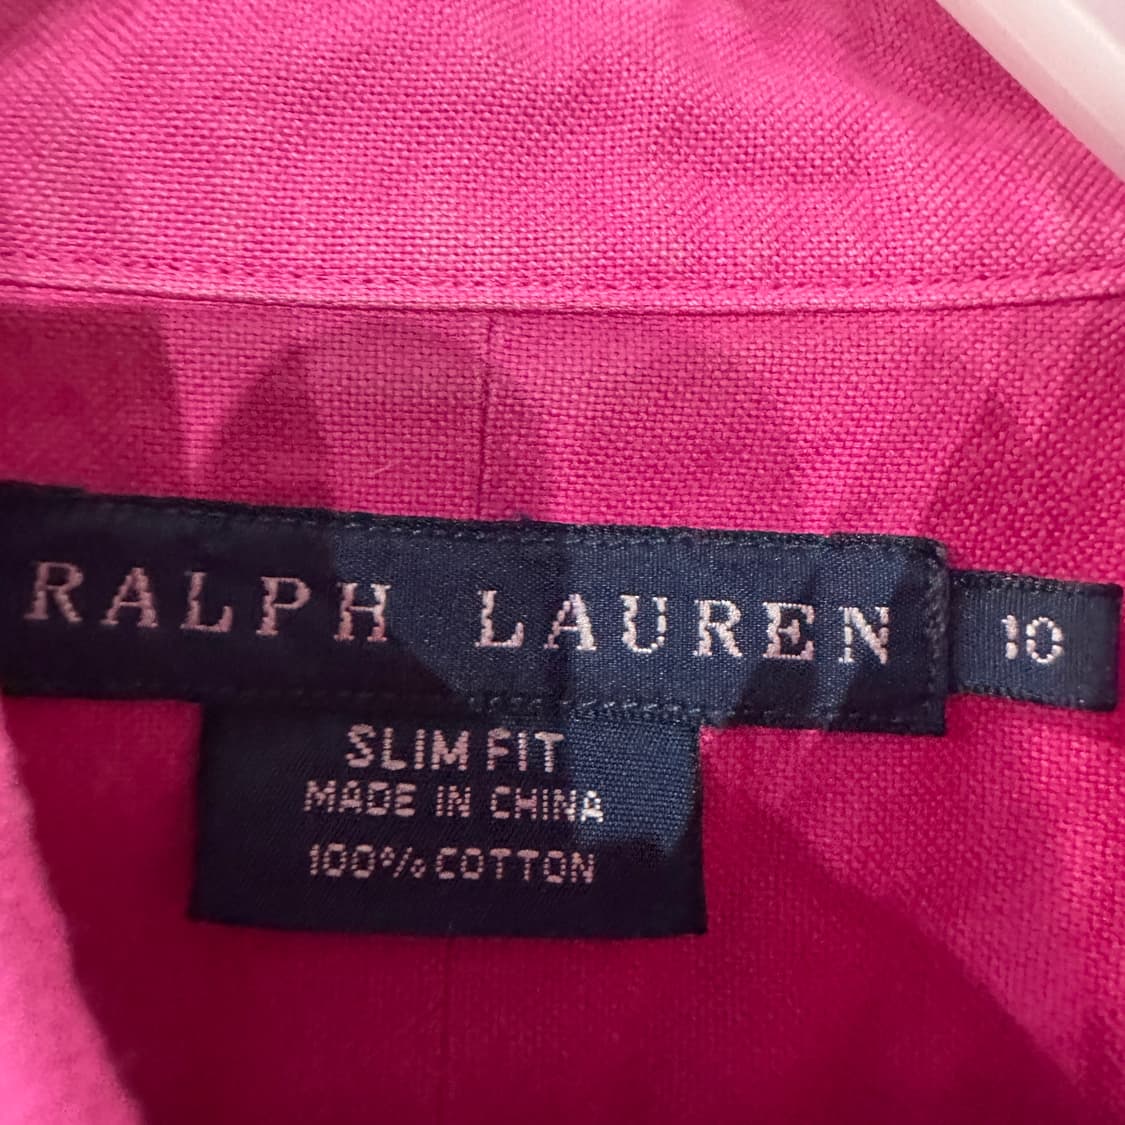 RALPH LAUREN 10
SLIM FIT
MADE IN CHINA
100% COTTON